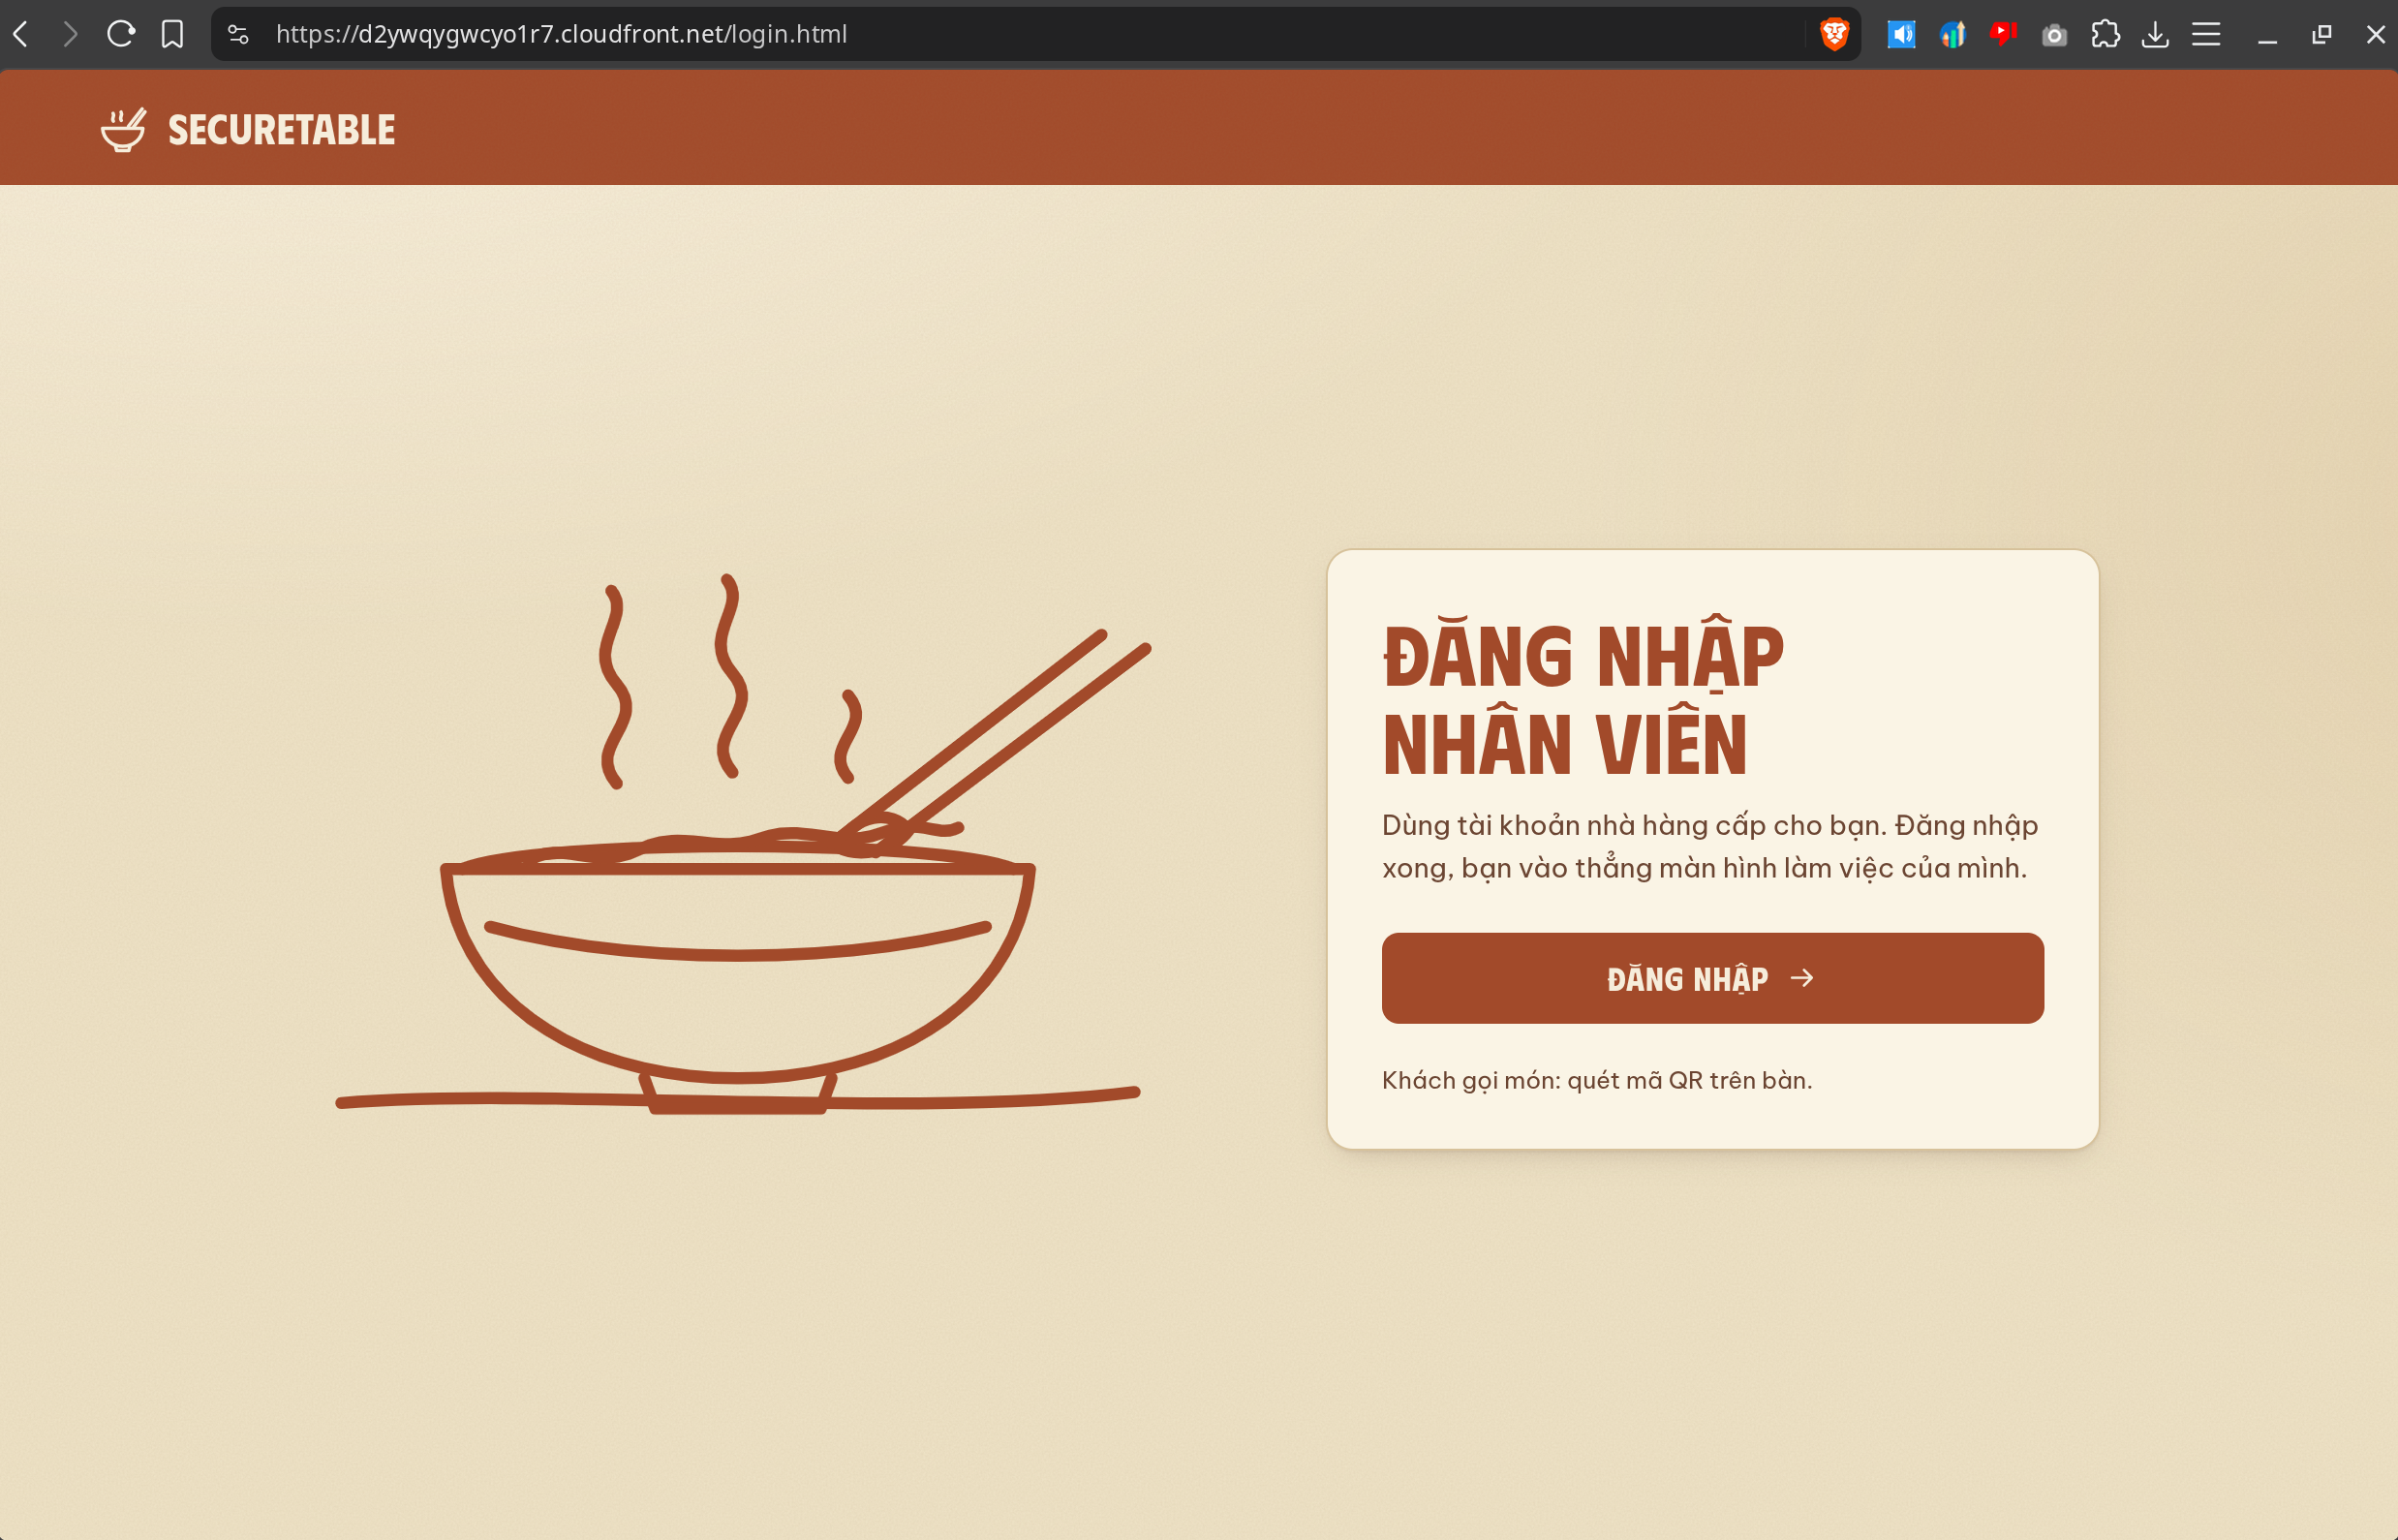 https://d2ywqygwcyo1r7.cloudfront.net/login.html
SECURETABLE
ĐĂNG NHẬP
NHÂN VIÊN
Dùng tài khoản nhà hàng cấp cho bạn. Đăng nhập
xong, bạn vào thẳng màn hình làm việc của mình.
ĐĂNG NHẬP →
Khách gọi món: quét mã QR trên bàn.